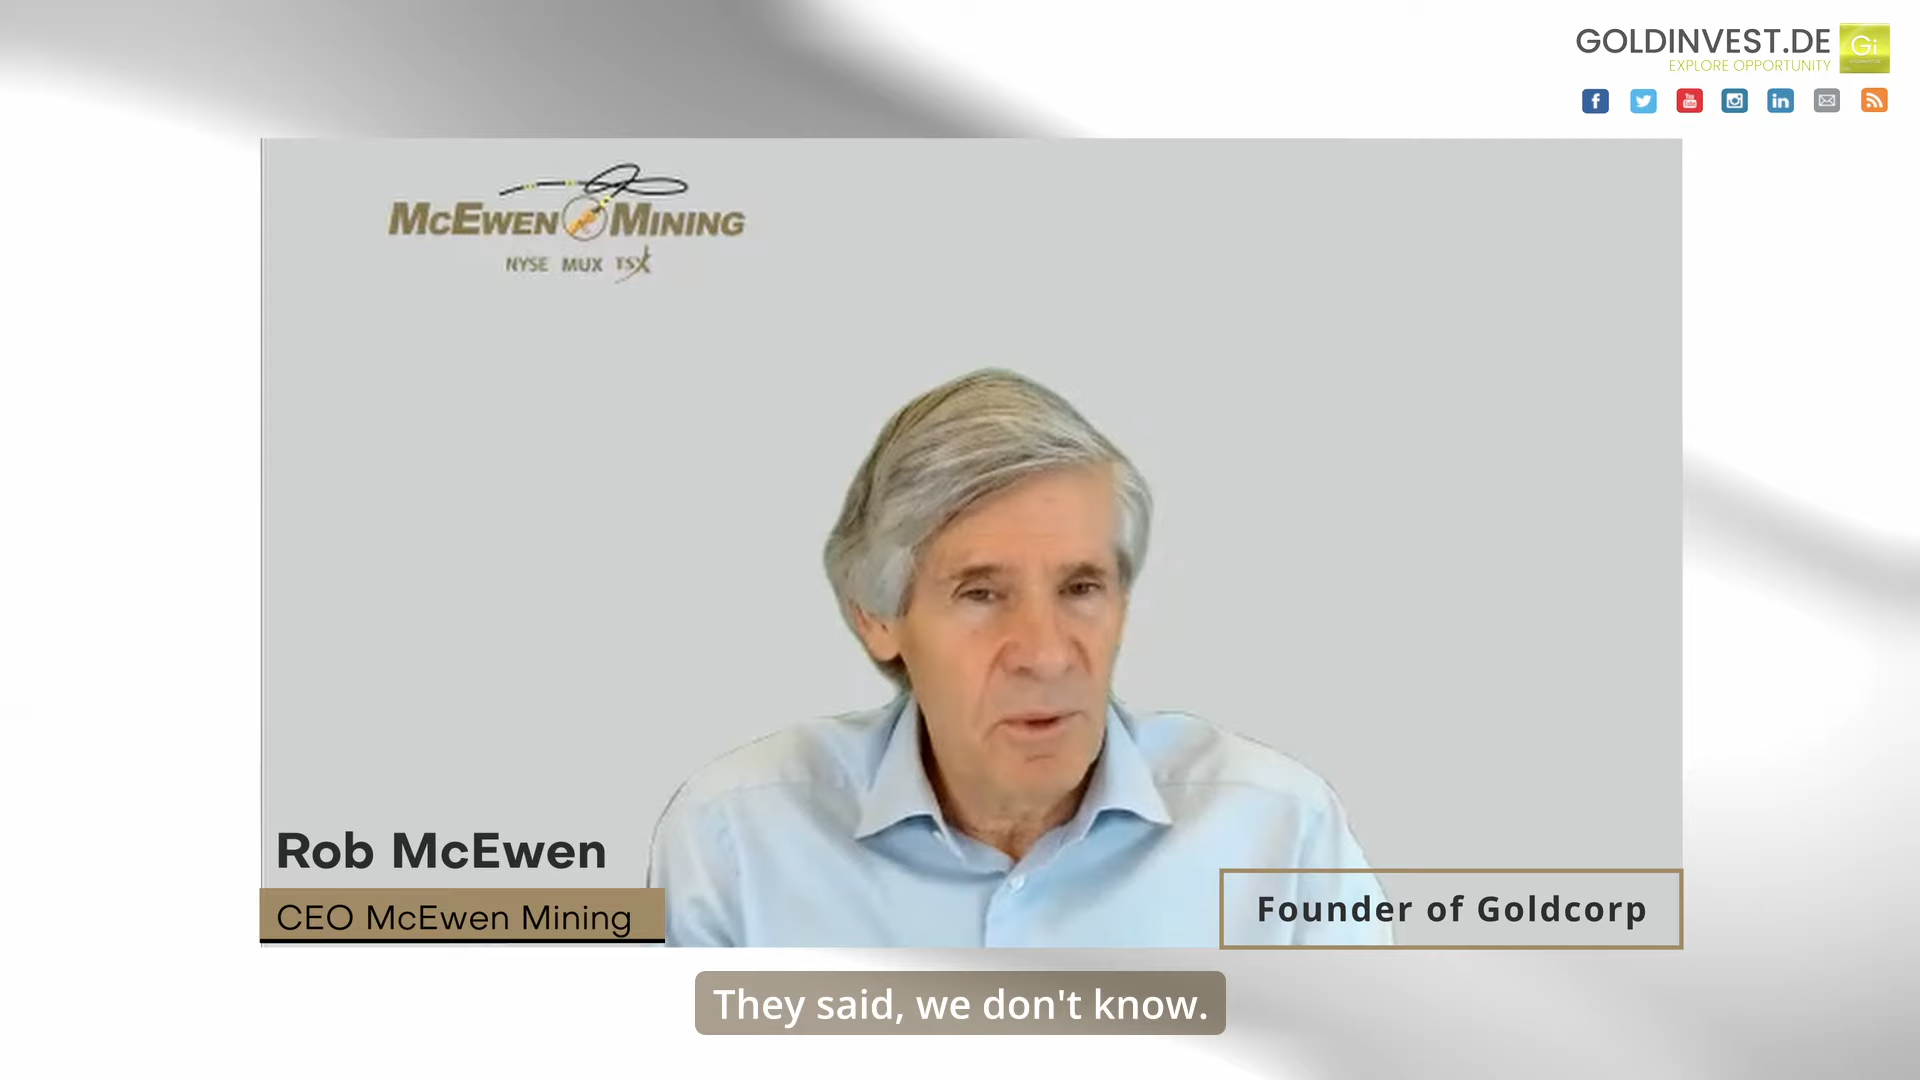 GOLDINVEST.DE
Gi
EXPLORE OPPORTUNITY
McEWEN MINING
NYSE MUX TSX
Rob McEwen
CEO McEwen Mining
Founder of Goldcorp
They said, we don't know.